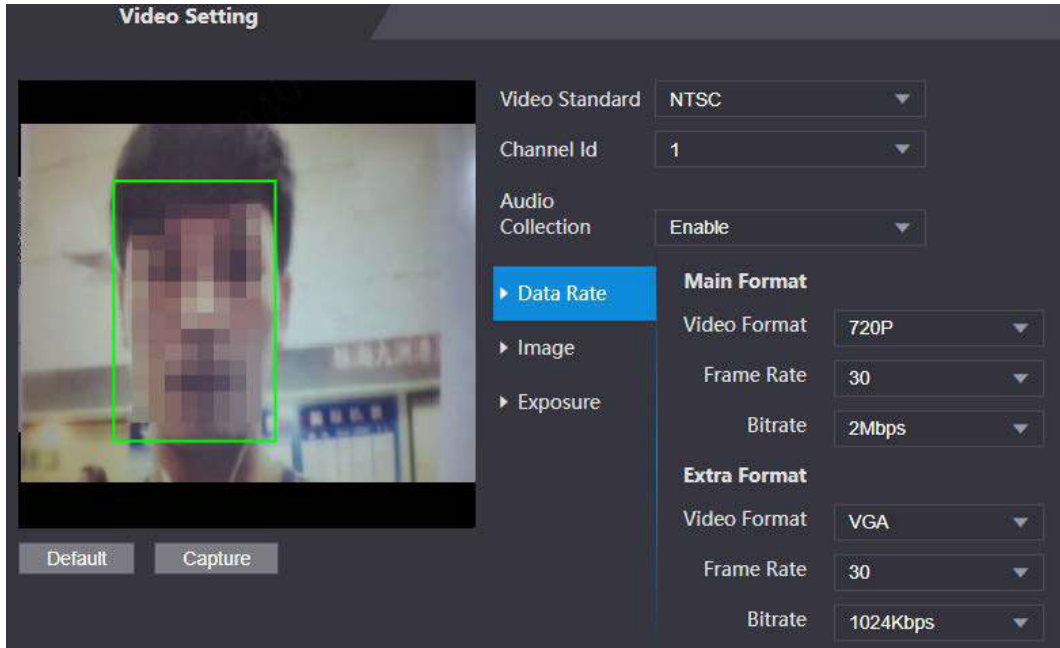 Video Setting
Video Standard NTSC
Channel Id 1
Audio
Collection Enable
Data Rate
Image
Exposure
Main Format
Video Format 720P
Frame Rate 30
Bitrate 2Mbps
Extra Format
Video Format VGA
Frame Rate 30
Bitrate 1024Kbps
Default Capture